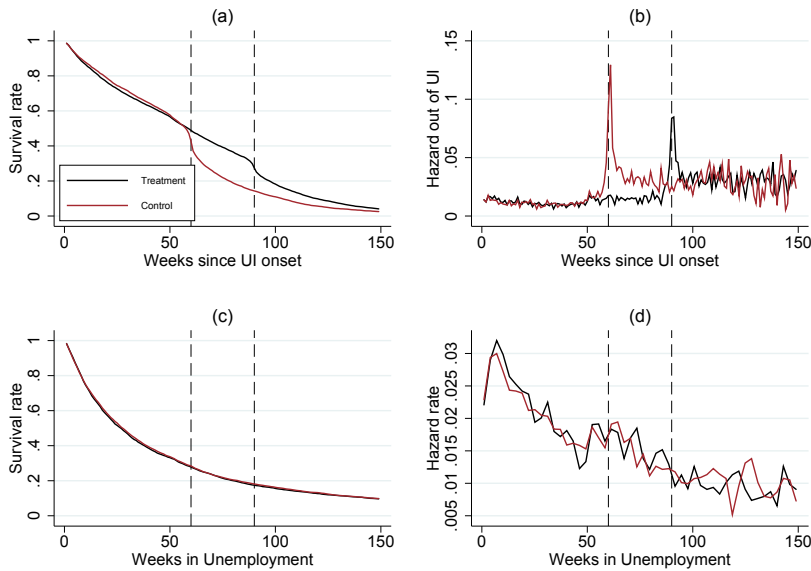 (a)
Survival rate
0 .2 .4 .6 .8 1
Treatment
Control
0 50 100 150
Weeks since UI onset
(b)
Hazard out of UI
0 .05 .1 .15
0 50 100 150
Weeks since UI onset
(c)
Survival rate
0 .2 .4 .6 .8 1
0 50 100 150
Weeks in Unemployment
(d)
Hazard rate
.005 .01 .015 .02 .025 .03
0 50 100 150
Weeks in Unemployment